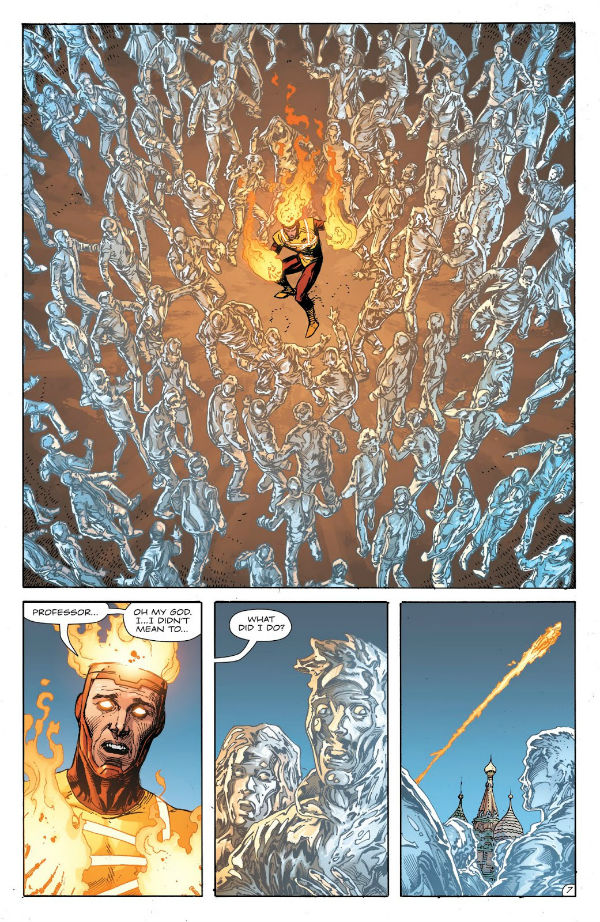 PROFESSOR...
OH MY GOD.
I...I DIDN'T
MEAN TO...
WHAT
DID I DO?
7